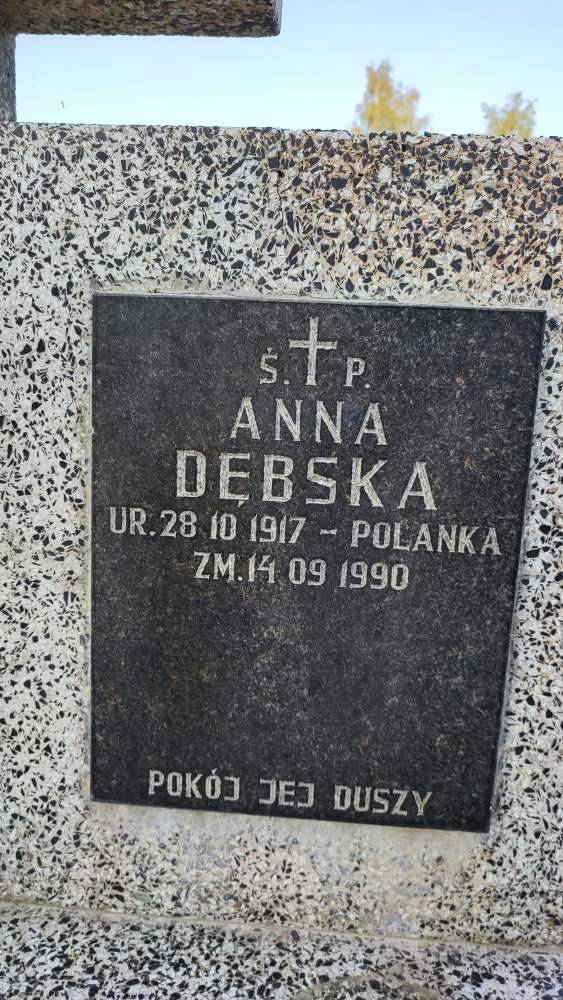 Ś. P.
ANNA
DĘBSKA
UR.28 10 1917 - POLANKA
ZM.14 09 1990
POKÓJ JEJ DUSZY